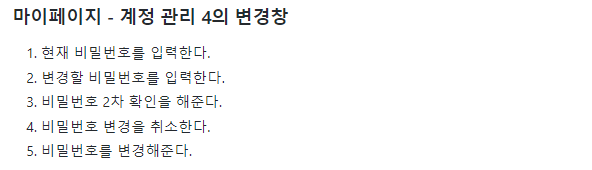 마이페이지 - 계정 관리 4의 변경창
1. 현재 비밀번호를 입력한다.
2. 변경할 비밀번호를 입력한다.
3. 비밀번호 2차 확인을 해준다.
4. 비밀번호 변경을 취소한다.
5. 비밀번호를 변경해준다.